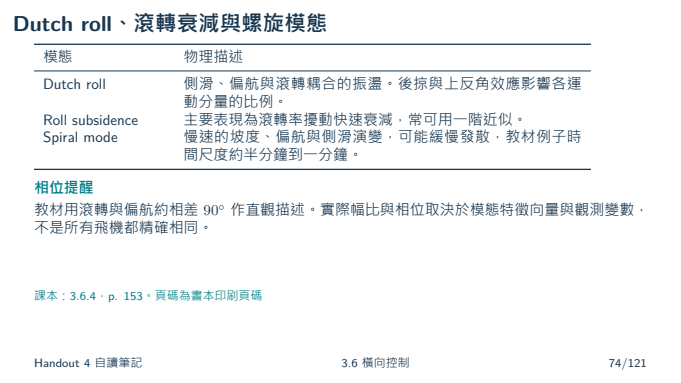 Dutch roll、滾轉衰減與螺旋模態
模態 物理描述
Dutch roll 側滑、偏航與滾轉耦合的振盪。後掠與上反角效應影響各運
動分量的比例。
Roll subsidence 主要表現為滾轉率擾動快速衰減，常可用一階近似。
Spiral mode 慢速的坡度、偏航與側滑演變，可能緩慢發散，教材例子時
間尺度約半分鐘到一分鐘。
相位提醒
教材用滾轉與偏航約相差 90° 作直觀描述。實際幅比與相位取決於模態特徵向量與觀測變數，
不是所有飛機都精確相同。
課本：3.6.4，p. 153。頁碼為書本印刷頁碼
Handout 4 自讀筆記 3.6 橫向控制 74/121